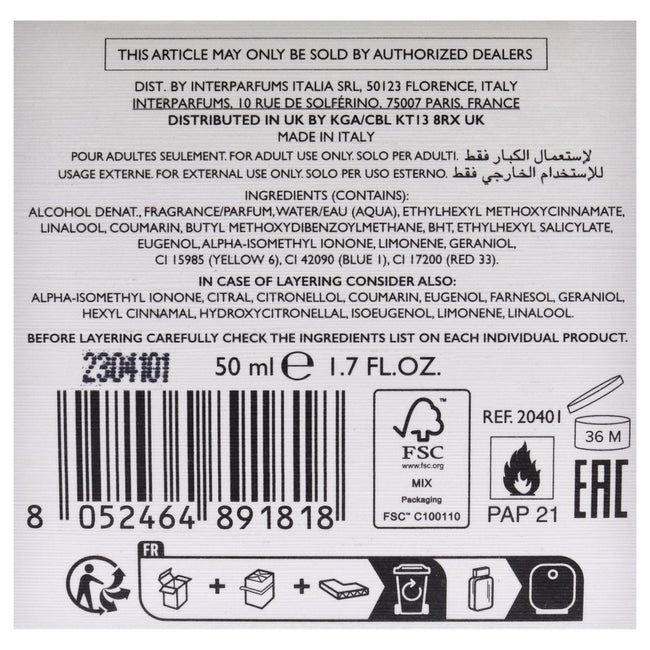 THIS ARTICLE MAY ONLY BE SOLD BY AUTHORIZED DEALERS
DIST. BY INTERPARFUMS ITALIA SRL, 50123 FLORENCE, ITALY
INTERPARFUMS, 10 RUE DE SOLFÉRINO, 75007 PARIS, FRANCE
DISTRIBUTED IN UK BY KGA/CBL KT13 8RX UK
MADE IN ITALY
POUR ADULTES SEULEMENT. FOR ADULT USE ONLY. SOLO PER ADULTI. لإستعمال الكبار فقط
USAGE EXTERNE. FOR EXTERNAL USE ONLY. SOLO PER USO ESTERNO. للإستخدام الخارجي فقط
INGREDIENTS (CONTAINS):
ALCOHOL DENAT., FRAGRANCE/PARFUM, WATER/EAU (AQUA), ETHYLHEXYL METHOXYCINNAMATE,
LINALOOL, COUMARIN, BUTYL METHOXYDIBENZOYLMETHANE, BHT, ETHYLHEXYL SALICYLATE,
EUGENOL, ALPHA-ISOMETHYL IONONE, LIMONENE, GERANIOL,
CI 15985 (YELLOW 6), CI 42090 (BLUE 1), CI 17200 (RED 33).
IN CASE OF LAYERING CONSIDER ALSO:
ALPHA-ISOMETHYL IONONE, CITRAL, CITRONELLOL, COUMARIN, EUGENOL, FARNESOL, GERANIOL,
HEXYL CINNAMAL, HYDROXYCITRONELLAL, ISOEUGENOL, LIMONENE, LINALOOL.
BEFORE LAYERING CAREFULLY CHECK THE INGREDIENTS LIST ON EACH INDIVIDUAL PRODUCT.
2304101
50 ml ℮ 1.7 FL.OZ.
8 052464 891818
FSC
www.fsc.org
MIX
Packaging
FSC™ C100110
REF. 20401
36 M
PAP 21
EAC
FR